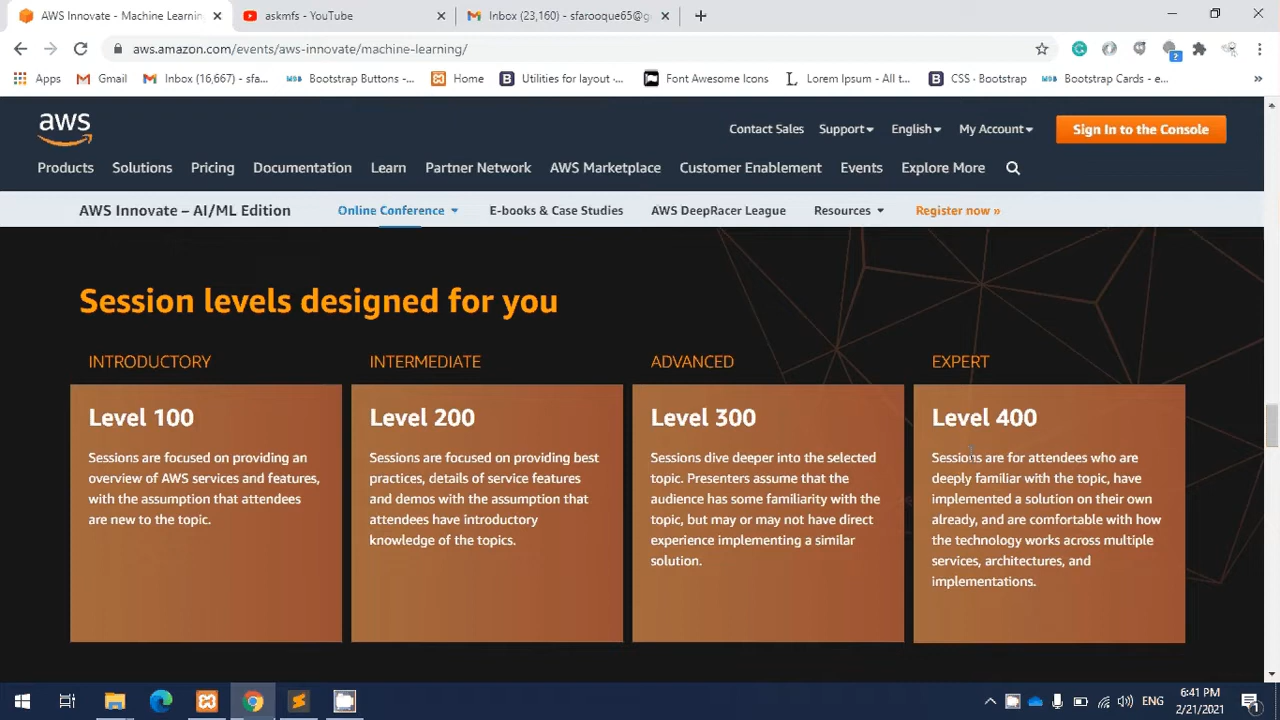 AWS Innovate - Machine Learnin
askmfs - YouTube
Inbox (23,160) - sfarooque65@g
aws.amazon.com/events/aws-innovate/machine-learning/
Apps
Gmail
Inbox (16,667) - sfa...
Bootstrap Buttons -...
Home
Utilities for layout ·...
Font Awesome Icons
Lorem Ipsum - All t...
CSS · Bootstrap
Bootstrap Cards - e...
aws
Contact Sales Support English My Account Sign In to the Console
Products Solutions Pricing Documentation Learn Partner Network AWS Marketplace Customer Enablement Events Explore More
AWS Innovate – AI/ML Edition Online Conference E-books & Case Studies AWS DeepRacer League Resources Register now »
Session levels designed for you
INTRODUCTORY
Level 100
Sessions are focused on providing an
overview of AWS services and features,
with the assumption that attendees
are new to the topic.
INTERMEDIATE
Level 200
Sessions are focused on providing best
practices, details of service features
and demos with the assumption that
attendees have introductory
knowledge of the topics.
ADVANCED
Level 300
Sessions dive deeper into the selected
topic. Presenters assume that the
audience has some familiarity with the
topic, but may or may not have direct
experience implementing a similar
solution.
EXPERT
Level 400
Sessions are for attendees who are
deeply familiar with the topic, have
implemented a solution on their own
already, and are comfortable with how
the technology works across multiple
services, architectures, and
implementations.
ENG
6:41 PM
2/21/2021